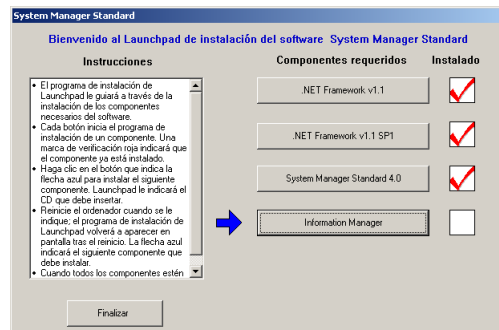 System Manager Standard
Bienvenido al Launchpad de instalación del software System Manager Standard
Instrucciones
Componentes requeridos
Instalado
• El programa de instalación de
Launchpad le guiará a través de la
instalación de los componentes
necesarios del software.
• Cada botón inicia el programa de
instalación de un componente. Una
marca de verificación roja indicará que
el componente ya está instalado.
• Haga clic en el botón que indica la
flecha azul para instalar el siguiente
componente. Launchpad le indicará el
CD que debe insertar.
• Reinicie el ordenador cuando se le
indique; el programa de instalación de
Launchpad volverá a aparecer en
pantalla tras el reinicio. La flecha azul
indicará el siguiente componente que
debe instalar.
• Cuando todos los componentes estén
.NET Framework v1.1
.NET Framework v1.1 SP1
System Manager Standard 4.0
Information Manager
Finalizar